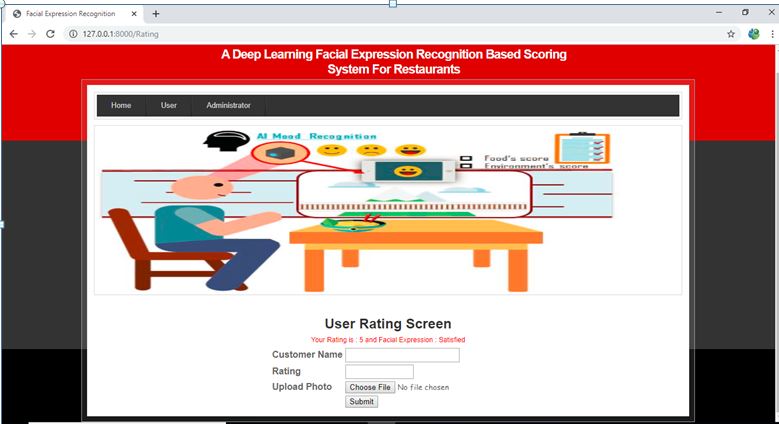 Facial Expression Recognition
127.0.0.1:8000/Rating
A Deep Learning Facial Expression Recognition Based Scoring
System For Restaurants
Home User Administrator
AI Mood Recognition
Food's score
Environment's score
User Rating Screen
Your Rating is : 5 and Facial Expression : Satisfied
Customer Name
Rating
Upload Photo Choose File No file chosen
Submit